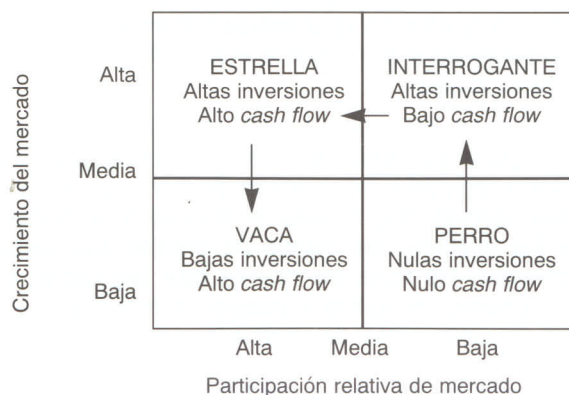 Crecimiento del mercado
Alta
Media
Baja
ESTRELLA
Altas inversiones
Alto cash flow
INTERROGANTE
Altas inversiones
Bajo cash flow
VACA
Bajas inversiones
Alto cash flow
PERRO
Nulas inversiones
Nulo cash flow
Alta
Media
Baja
Participación relativa de mercado